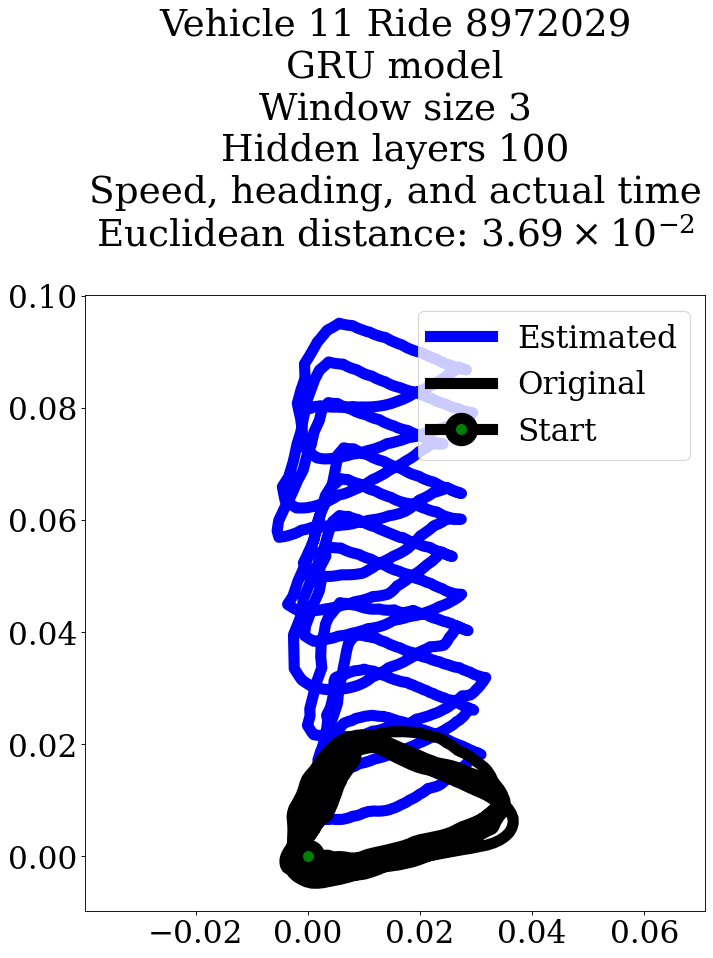 Vehicle 11 Ride 8972029
GRU model
Window size 3
Hidden layers 100
Speed, heading, and actual time
Euclidean distance: 3.69 × 10⁻²
0.10
0.08
0.06
0.04
0.02
0.00
Estimated
Original
Start
−0.02 0.00 0.02 0.04 0.06